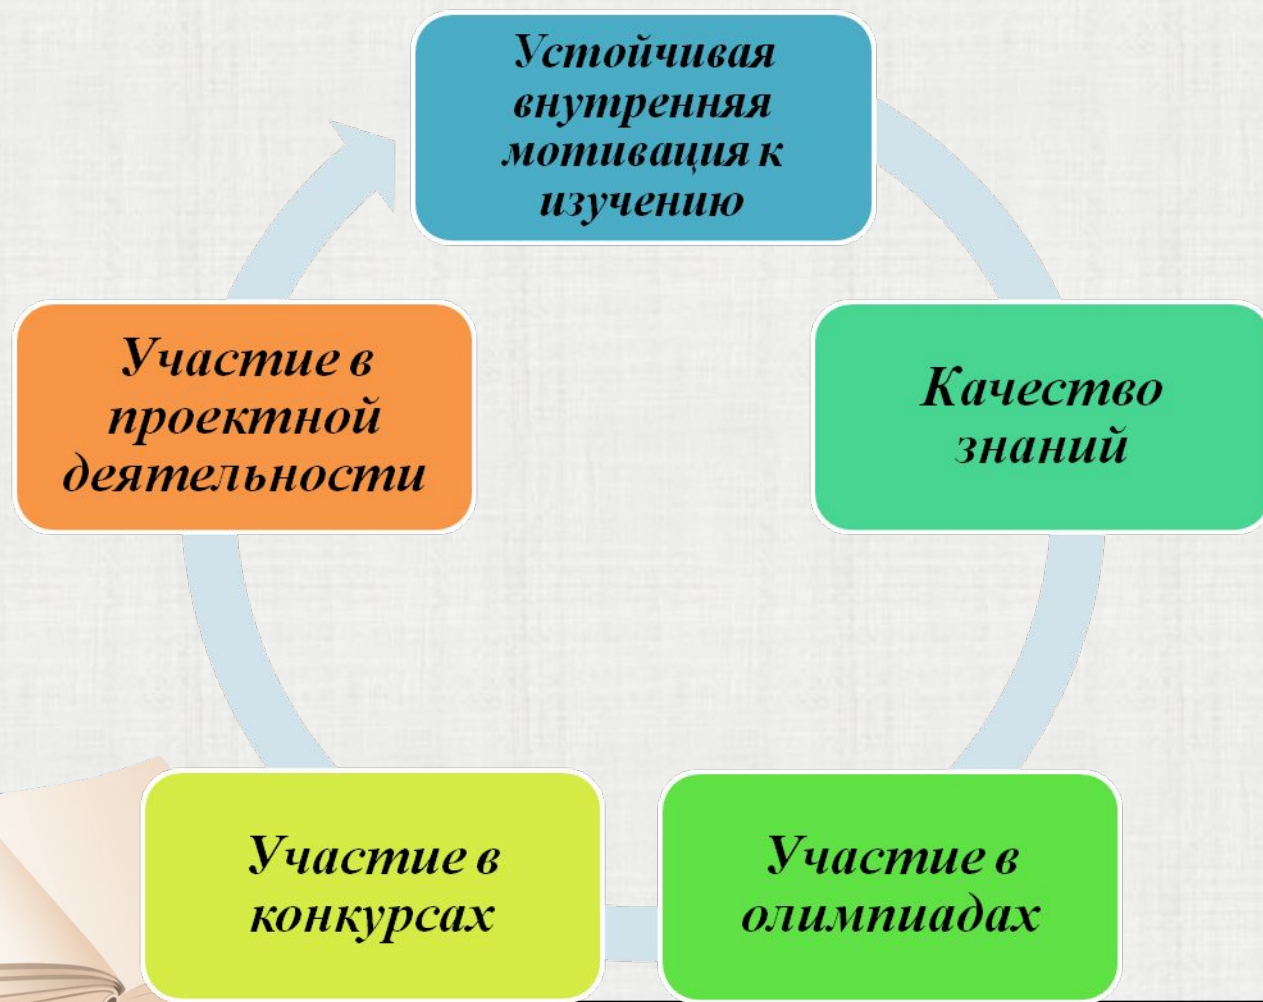 Устойчивая
внутренняя
мотивация к
изучению
Качество
знаний
Участие в
олимпиадах
Участие в
конкурсах
Участие в
проектной
деятельности